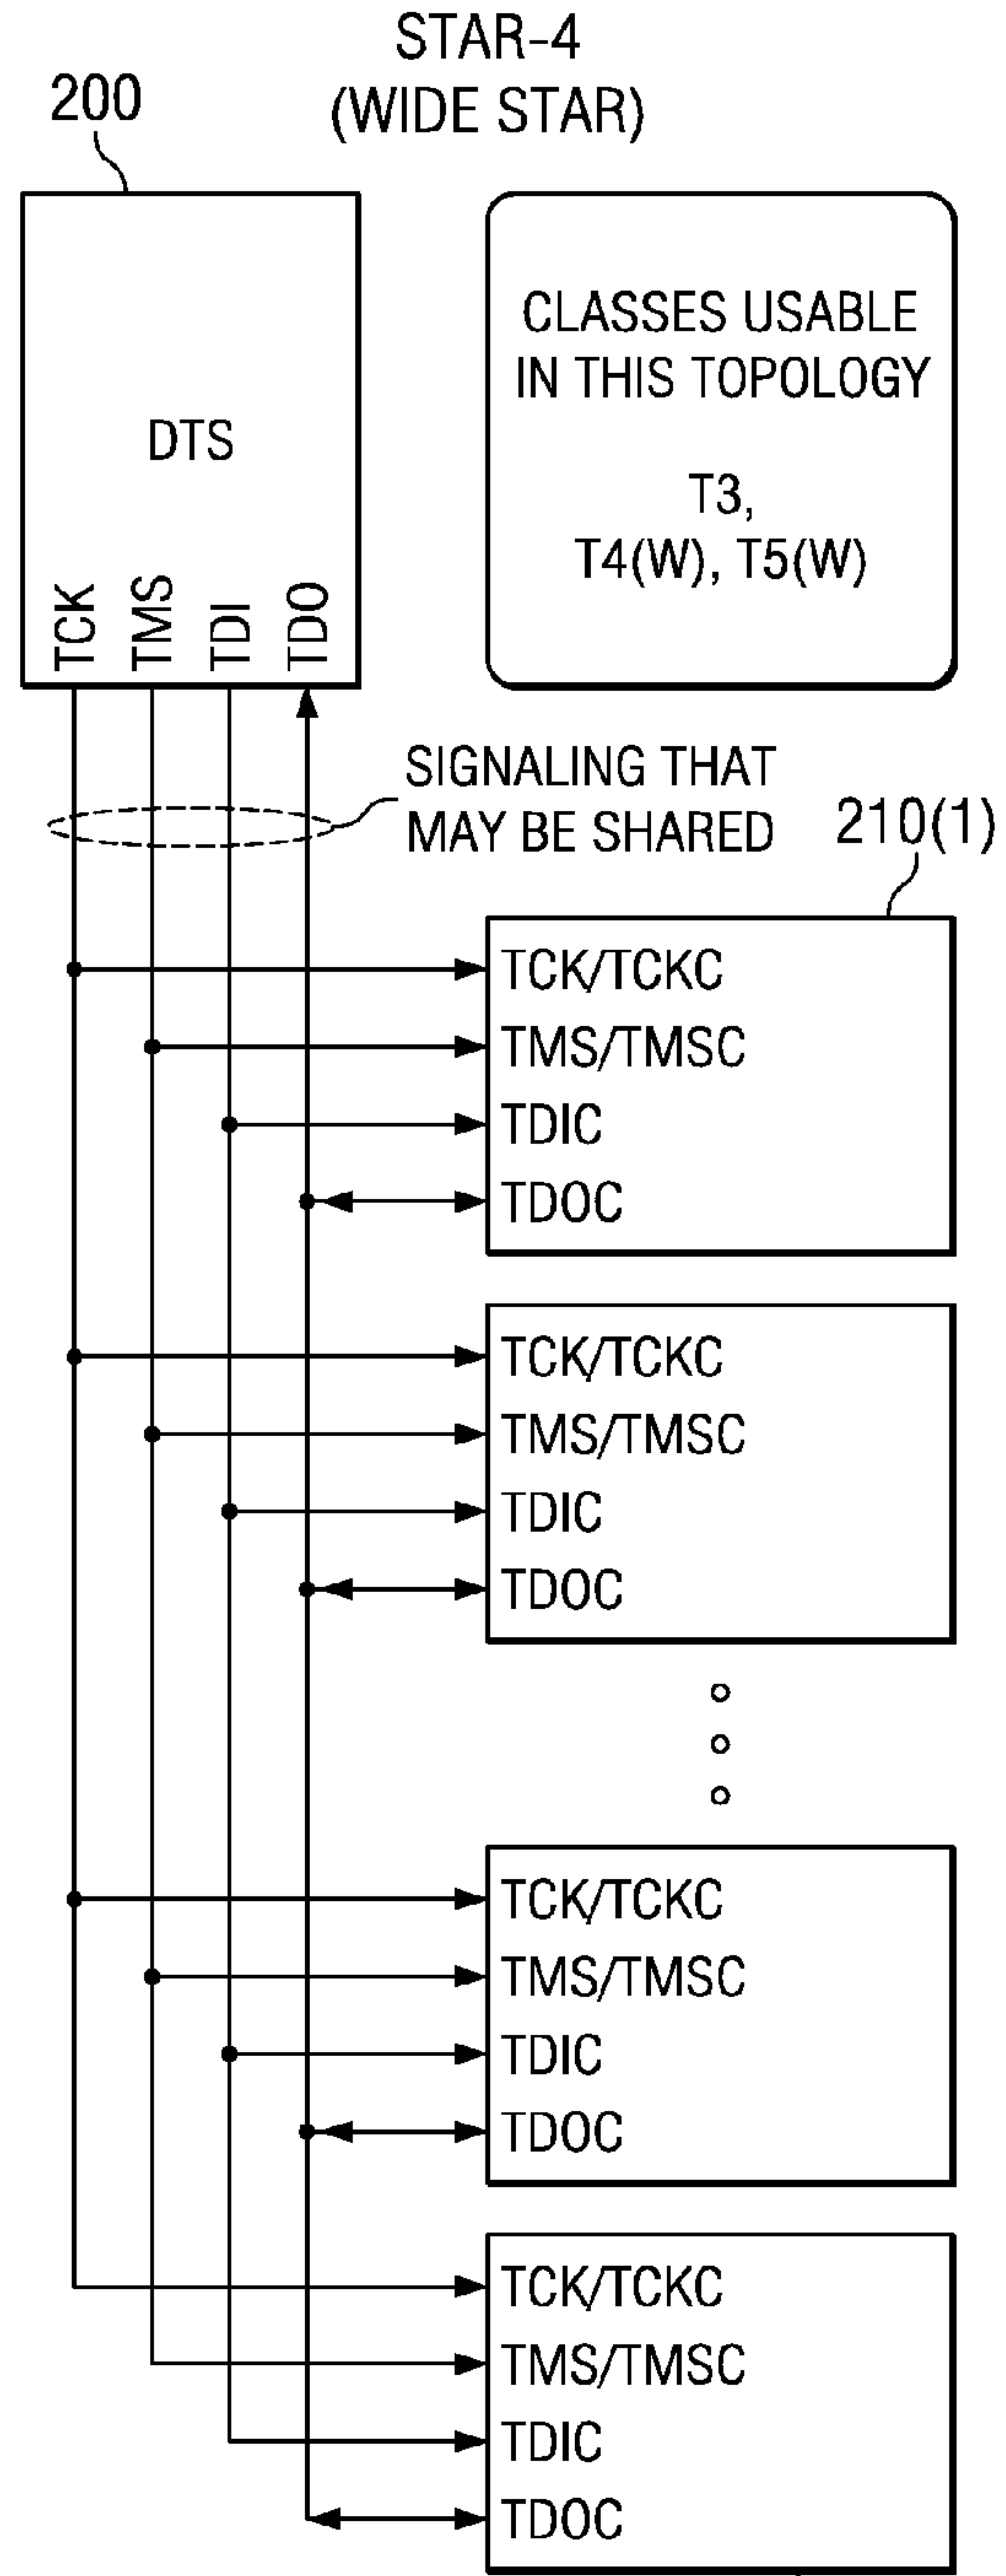 STAR-4
(WIDE STAR)
200
DTS
TCK
TMS
TDI
TDO
CLASSES USABLE
IN THIS TOPOLOGY
T3,
T4(W), T5(W)
SIGNALING THAT
MAY BE SHARED
210(1)
TCK/TCKC
TMS/TMSC
TDIC
TDOC
TCK/TCKC
TMS/TMSC
TDIC
TDOC
TCK/TCKC
TMS/TMSC
TDIC
TDOC
TCK/TCKC
TMS/TMSC
TDIC
TDOC